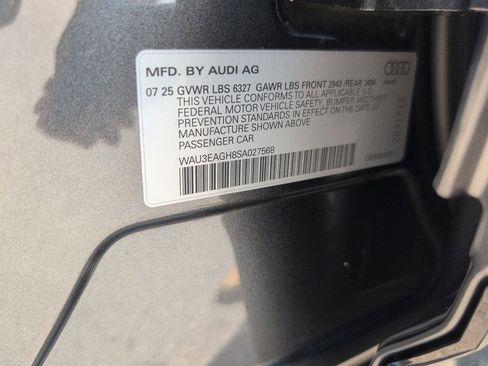 MFD. BY AUDI AG
07 25 GVWR LBS 6327 GAWR LBS FRONT 2943 /REAR 3494
THIS VEHICLE CONFORMS TO ALL APPLICABLE U.S.
FEDERAL MOTOR VEHICLE SAFETY, BUMPER AND THEFT
PREVENTION STANDARDS IN EFFECT ON THE DATE OF
MANUFACTURE SHOWN ABOVE.
PASSENGER CAR
WAU3EAGH8SA027568
Audi